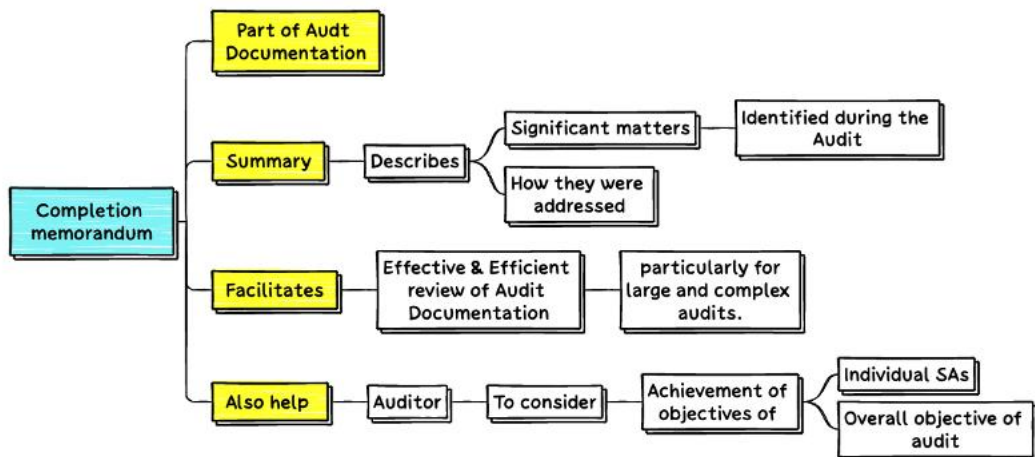 Part of Audt
Documentation
Significant matters
Identified during the
Audit
Summary
Describes
How they were
addressed
Completion
memorandum
Facilitates
Effective & Efficient
review of Audit
Documentation
particularly for
large and complex
audits.
Also help
Auditor
To consider
Achievement of
objectives of
Individual SAs
Overall objective of
audit